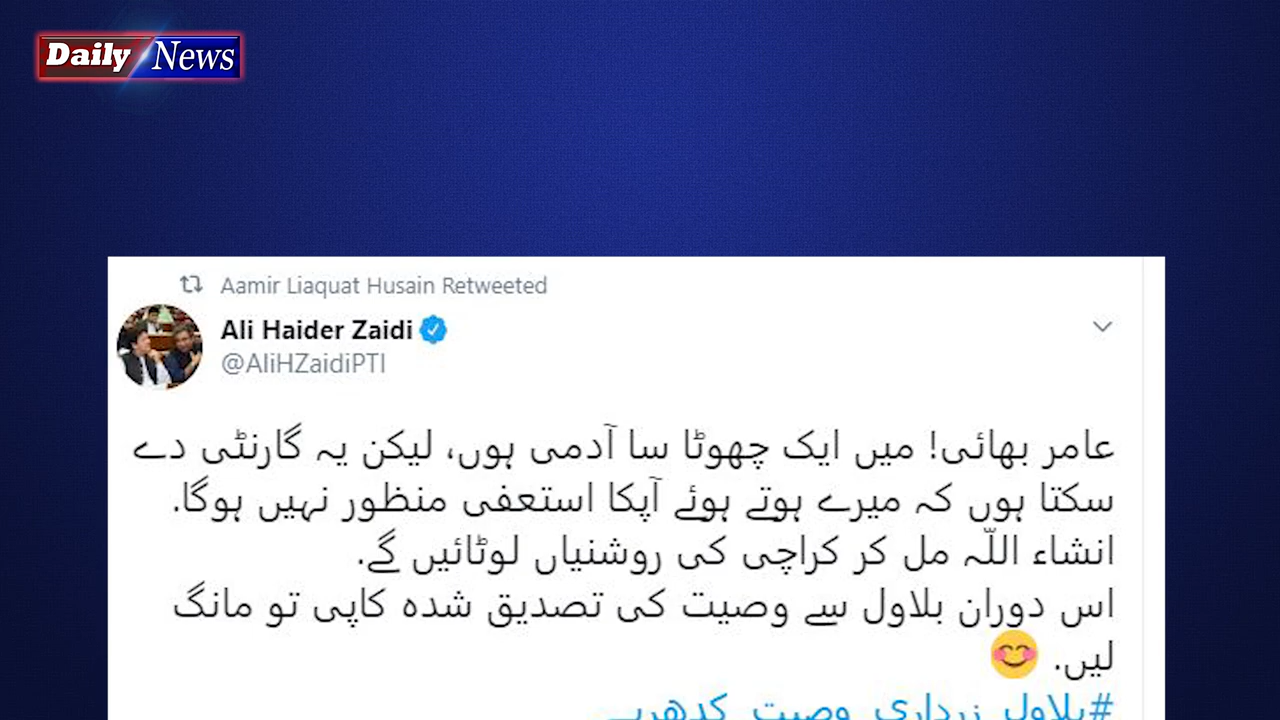 Daily News
Aamir Liaquat Husain Retweeted
Ali Haider Zaidi
@AliHZaidiPTI
عامر بھائی! میں ایک چھوٹا سا آدمی ہوں، لیکن یہ گارنٹی دے
سکتا ہوں کہ میرے ہوتے ہوئے آپکا استعفی منظور نہیں ہوگا.
انشاء اللّہ مل کر کراچی کی روشنیاں لوٹائیں گے.
اس دوران بلاول سے وصیت کی تصدیق شدہ کاپی تو مانگ
لیں. 😊
#بلاول_زرداری_وصیت_کدھرہے